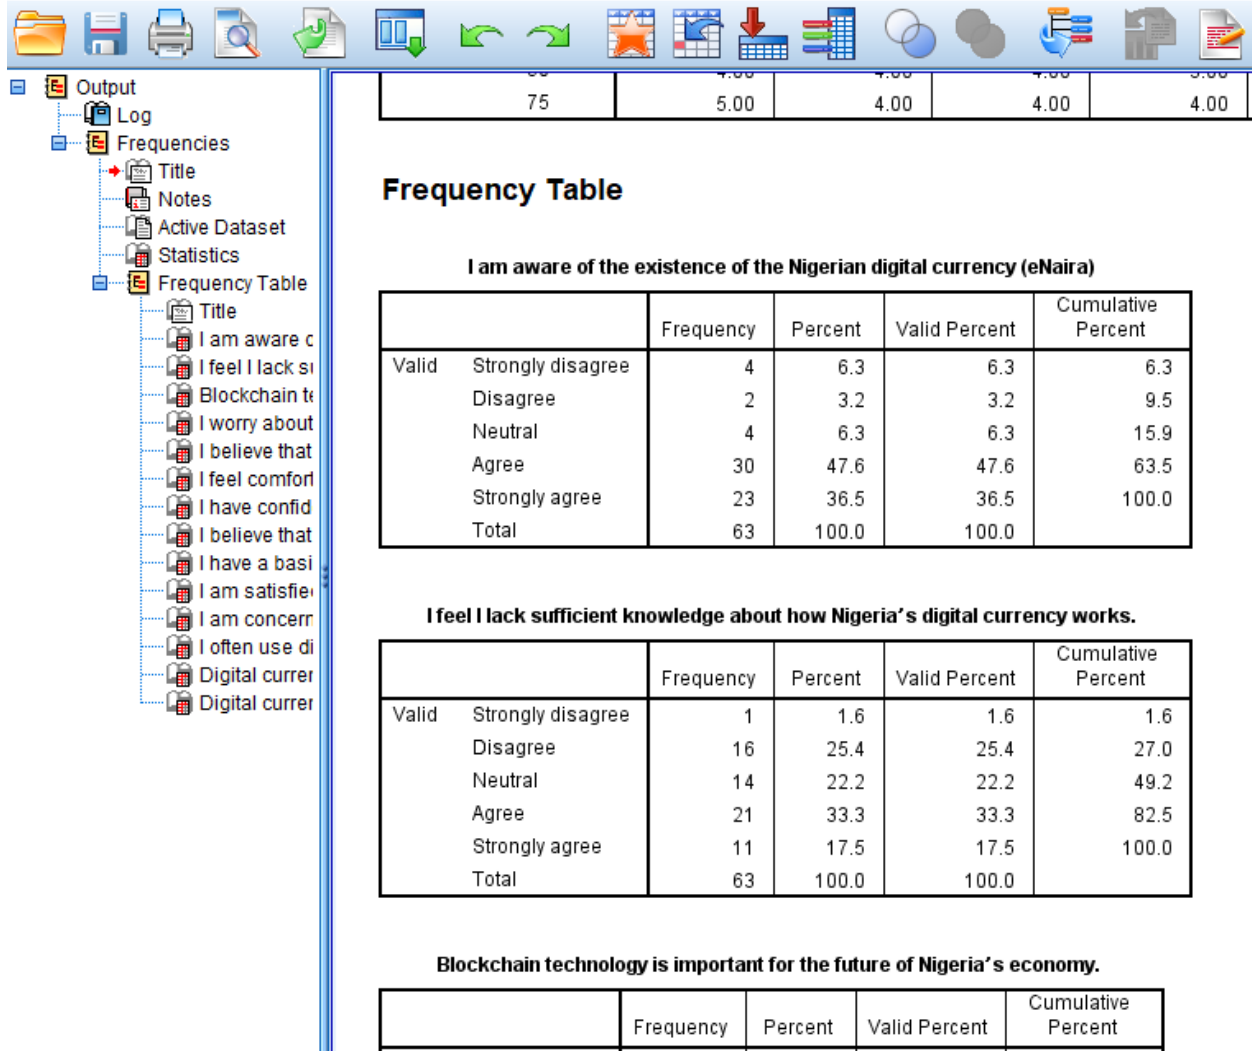 Output
Log
Frequencies
Title
Notes
Active Dataset
Statistics
Frequency Table
Title
I am aware o
I feel I lack su
Blockchain te
I worry about
I believe that
I feel comfort
I have confid
I believe that
I have a basi
I am satisfie
I am concern
I often use di
Digital currer
Digital currer
75 5.00 4.00 4.00 4.00
Frequency Table
I am aware of the existence of the Nigerian digital currency (eNaira)
Frequency Percent Valid Percent Cumulative Percent
Valid Strongly disagree 4 6.3 6.3 6.3
Disagree 2 3.2 3.2 9.5
Neutral 4 6.3 6.3 15.9
Agree 30 47.6 47.6 63.5
Strongly agree 23 36.5 36.5 100.0
Total 63 100.0 100.0
I feel I lack sufficient knowledge about how Nigeria's digital currency works.
Frequency Percent Valid Percent Cumulative Percent
Valid Strongly disagree 1 1.6 1.6 1.6
Disagree 16 25.4 25.4 27.0
Neutral 14 22.2 22.2 49.2
Agree 21 33.3 33.3 82.5
Strongly agree 11 17.5 17.5 100.0
Total 63 100.0 100.0
Blockchain technology is important for the future of Nigeria's economy.
Frequency Percent Valid Percent Cumulative Percent